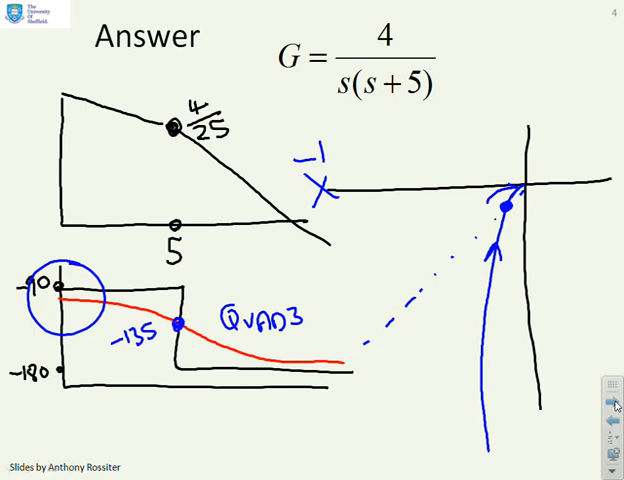 The
University
Of
Sheffield.
4
Answer
G = 4 / s(s + 5)
4/25
-1
5
-90
-135
QUAD3
-180
Slides by Anthony Rossiter